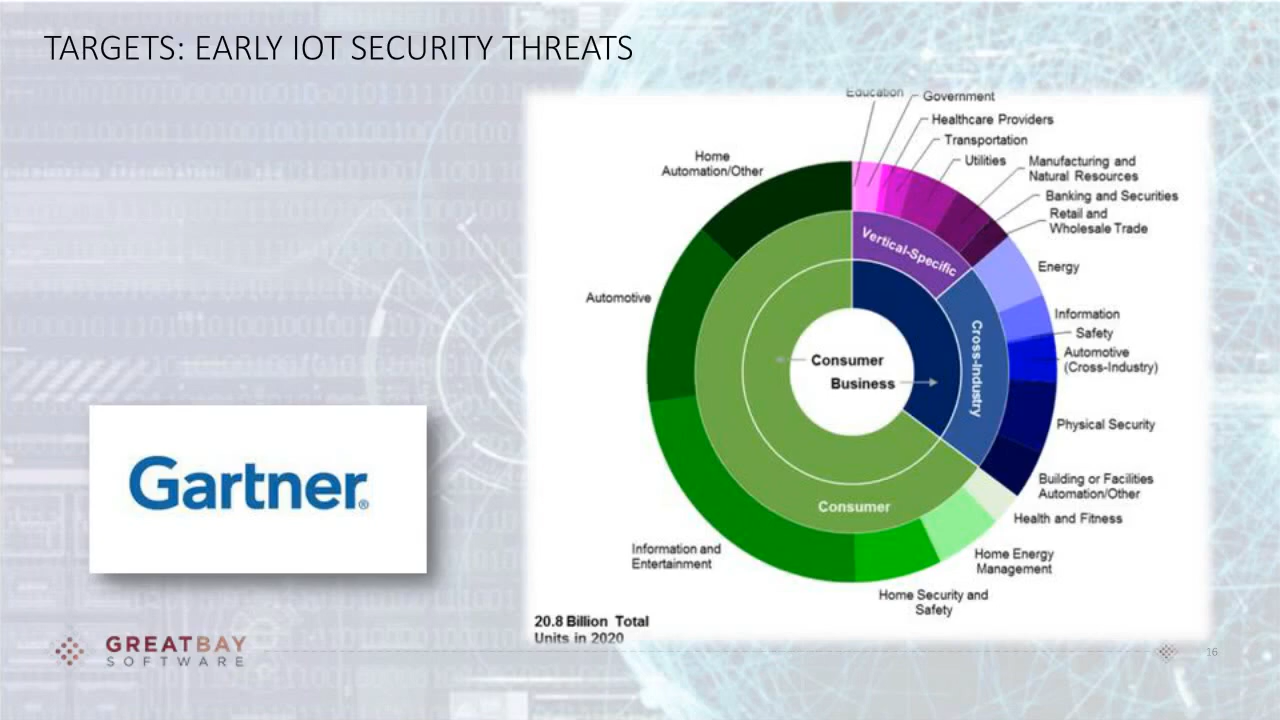 TARGETS: EARLY IOT SECURITY THREATS
Education
Government
Healthcare Providers
Transportation
Utilities
Manufacturing and
Natural Resources
Banking and Securities
Retail and
Wholesale Trade
Energy
Information
Safety
Automotive
(Cross-Industry)
Physical Security
Building or Facilities
Automation/Other
Health and Fitness
Home Energy
Management
Home Security and
Safety
Information and
Entertainment
Automotive
Home
Automation/Other
Vertical-Specific
Cross-Industry
Consumer
Business
Consumer
20.8 Billion Total
Units in 2020
Gartner®
GREATBAY
SOFTWARE
16